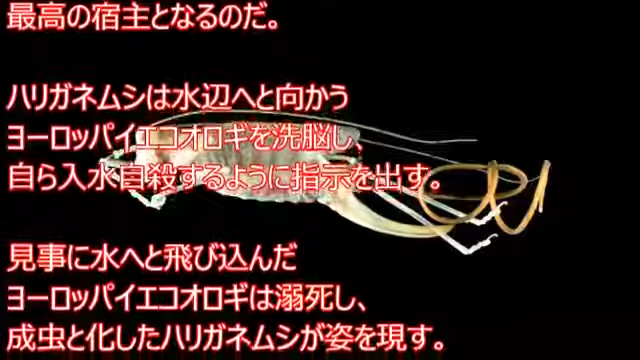 最高の宿主となるのだ。
ハリガネムシは水辺へと向かう
ヨーロッパイエコオロギを洗脳し、
自ら入水自殺するように指示を出す。
見事に水へと飛び込んだ
ヨーロッパイエコオロギは溺死し、
成虫と化したハリガネムシが姿を現す。